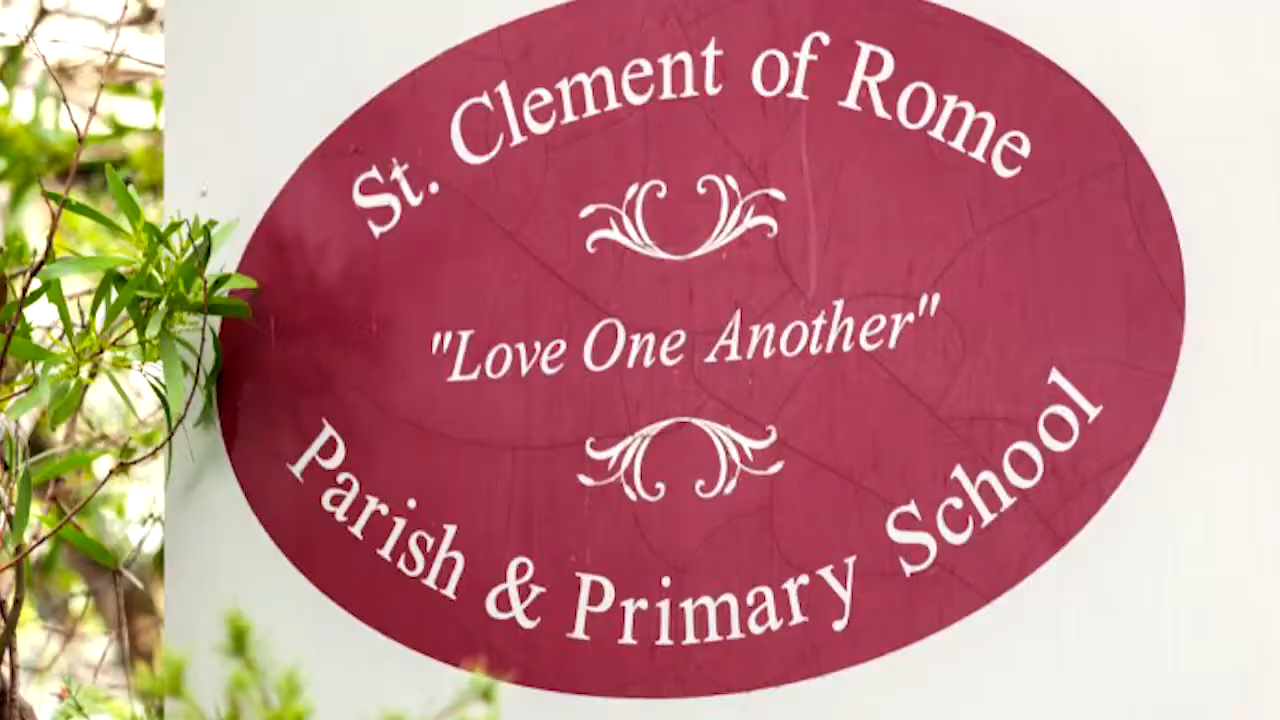 St. Clement of Rome
"Love One Another"
Parish & Primary School